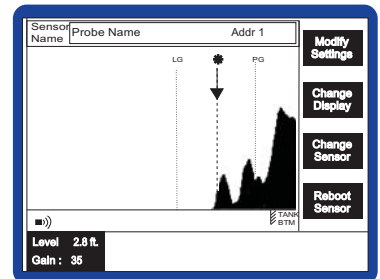 Sensor
Name
Probe Name Addr 1
Modify
Settings
LG PG
Change
Display
Change
Sensor
Reboot
Sensor
TANK
BTM
Level 2.8 ft.
Gain : 35